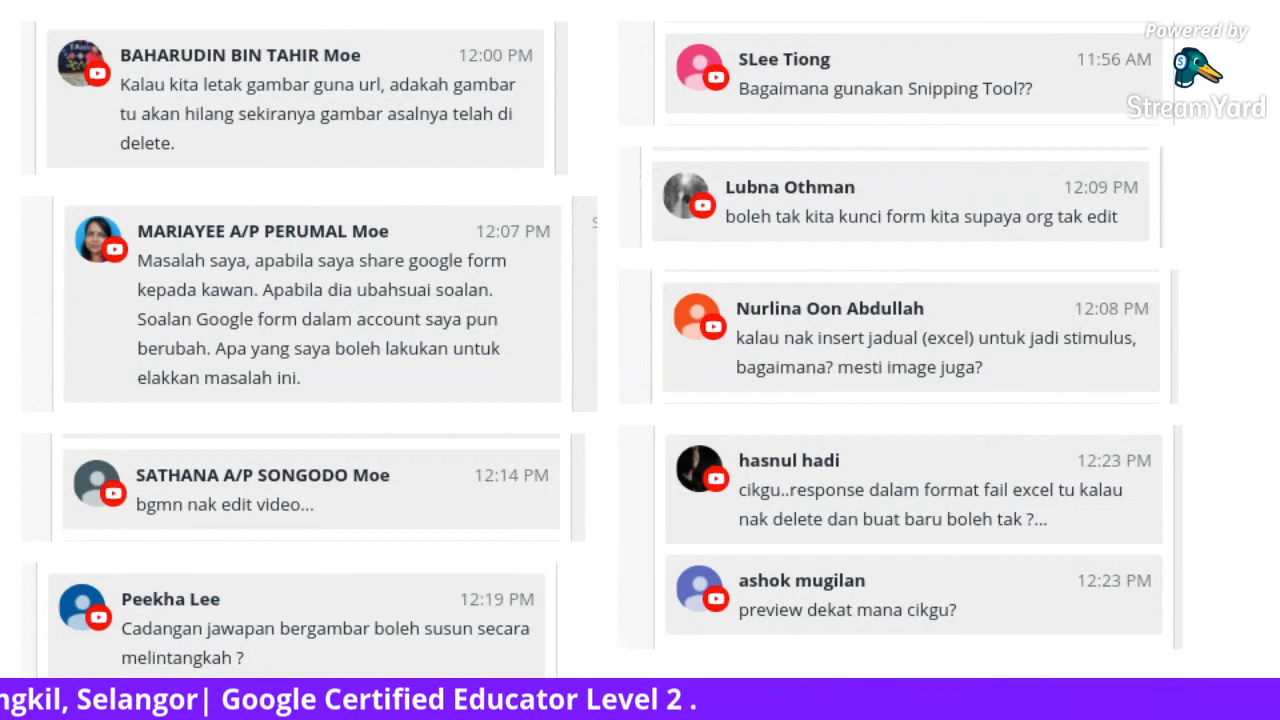 BAHARUDIN BIN TAHIR Moe 12:00 PM
Kalau kita letak gambar guna url, adakah gambar
tu akan hilang sekiranya gambar asalnya telah di
delete.
MARIAYEE A/P PERUMAL Moe 12:07 PM
Masalah saya, apabila saya share google form
kepada kawan. Apabila dia ubahsuai soalan.
Soalan Google form dalam account saya pun
berubah. Apa yang saya boleh lakukan untuk
elakkan masalah ini.
SATHANA A/P SONGODO Moe 12:14 PM
bgmn nak edit video...
Peekha Lee 12:19 PM
Cadangan jawapan bergambar boleh susun secara
melintangkah ?
SLee Tiong 11:56 AM
Bagaimana gunakan Snipping Tool??
Lubna Othman 12:09 PM
boleh tak kita kunci form kita supaya org tak edit
Nurlina Oon Abdullah 12:08 PM
kalau nak insert jadual (excel) untuk jadi stimulus,
bagaimana? mesti image juga?
hasnul hadi 12:23 PM
cikgu..response dalam format fail excel tu kalau
nak delete dan buat baru boleh tak ?...
ashok mugilan 12:23 PM
preview dekat mana cikgu?
Powered by
StreamYard
ngkil, Selangor| Google Certified Educator Level 2 .